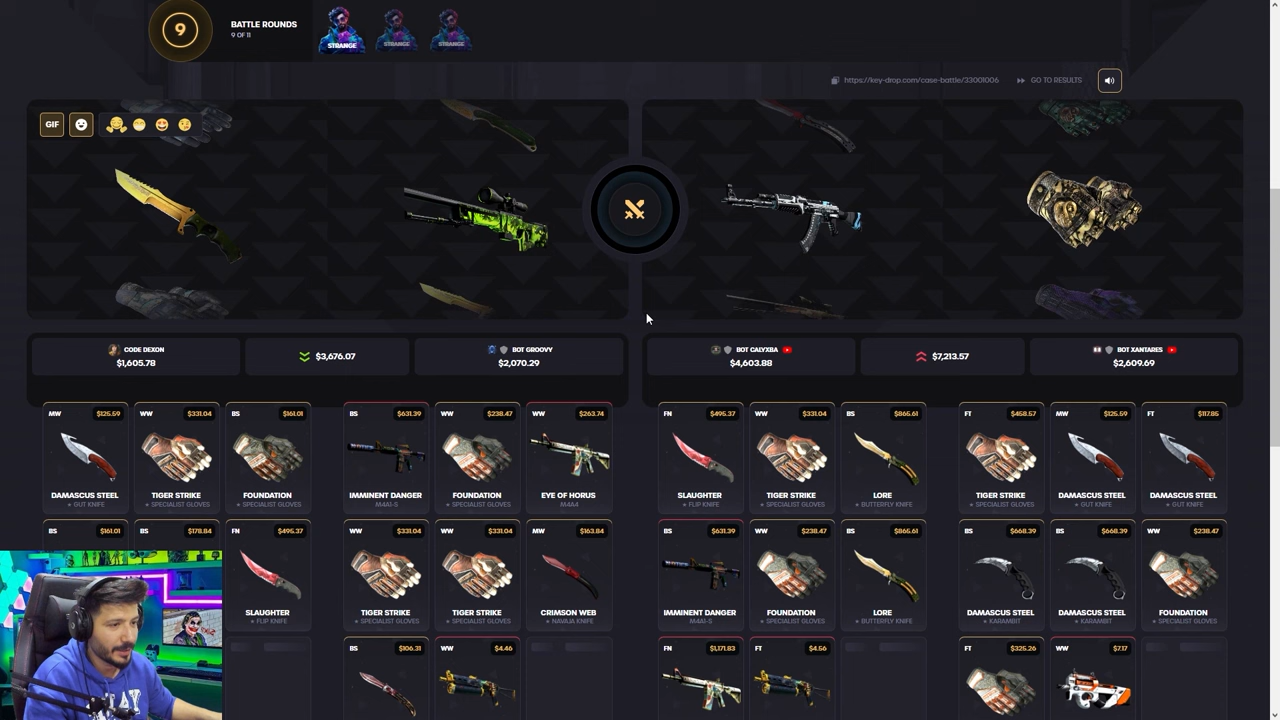 9
BATTLE ROUNDS
9 OF 11
STRANGE
STRANGE
STRANGE
https://key-drop.com/case-battle/33001006
GO TO RESULTS
GIF
CODE DEXON
$1,605.78
$3,676.07
BOT GROOVY
$2,070.29
BOT CALYXBA
$4,603.88
$7,213.57
BOT XANTARES
$2,609.69
MW $125.59 WW $331.04 BS $161.01 BS $631.39 WW $238.47 WW $263.74 FN $495.37 WW $331.04 BS $865.61 FT $458.57 MW $125.59 FT $117.85
DAMASCUS STEEL TIGER STRIKE FOUNDATION IMMINENT DANGER FOUNDATION EYE OF HORUS SLAUGHTER TIGER STRIKE LORE TIGER STRIKE DAMASCUS STEEL DAMASCUS STEEL
★ GUT KNIFE ★ SPECIALIST GLOVES ★ SPECIALIST GLOVES M4A1-S ★ SPECIALIST GLOVES M4A4 ★ FLIP KNIFE ★ SPECIALIST GLOVES ★ BUTTERFLY KNIFE ★ SPECIALIST GLOVES ★ GUT KNIFE ★ GUT KNIFE
BS $161.01 BS $178.84 FN $495.37 WW $331.04 WW $331.04 MW $163.84 BS $631.39 WW $238.47 BS $865.61 BS $668.39 BS $668.39 WW $238.47
SLAUGHTER TIGER STRIKE TIGER STRIKE CRIMSON WEB IMMINENT DANGER FOUNDATION LORE DAMASCUS STEEL DAMASCUS STEEL FOUNDATION
★ FLIP KNIFE ★ SPECIALIST GLOVES ★ SPECIALIST GLOVES ★ NAVAJA KNIFE M4A1-S ★ SPECIALIST GLOVES ★ BUTTERFLY KNIFE ★ KARAMBIT ★ KARAMBIT ★ SPECIALIST GLOVES
BS $106.31 WW $4.46 FN $1,171.83 FT $4.56 FT $325.26 WW $7.17